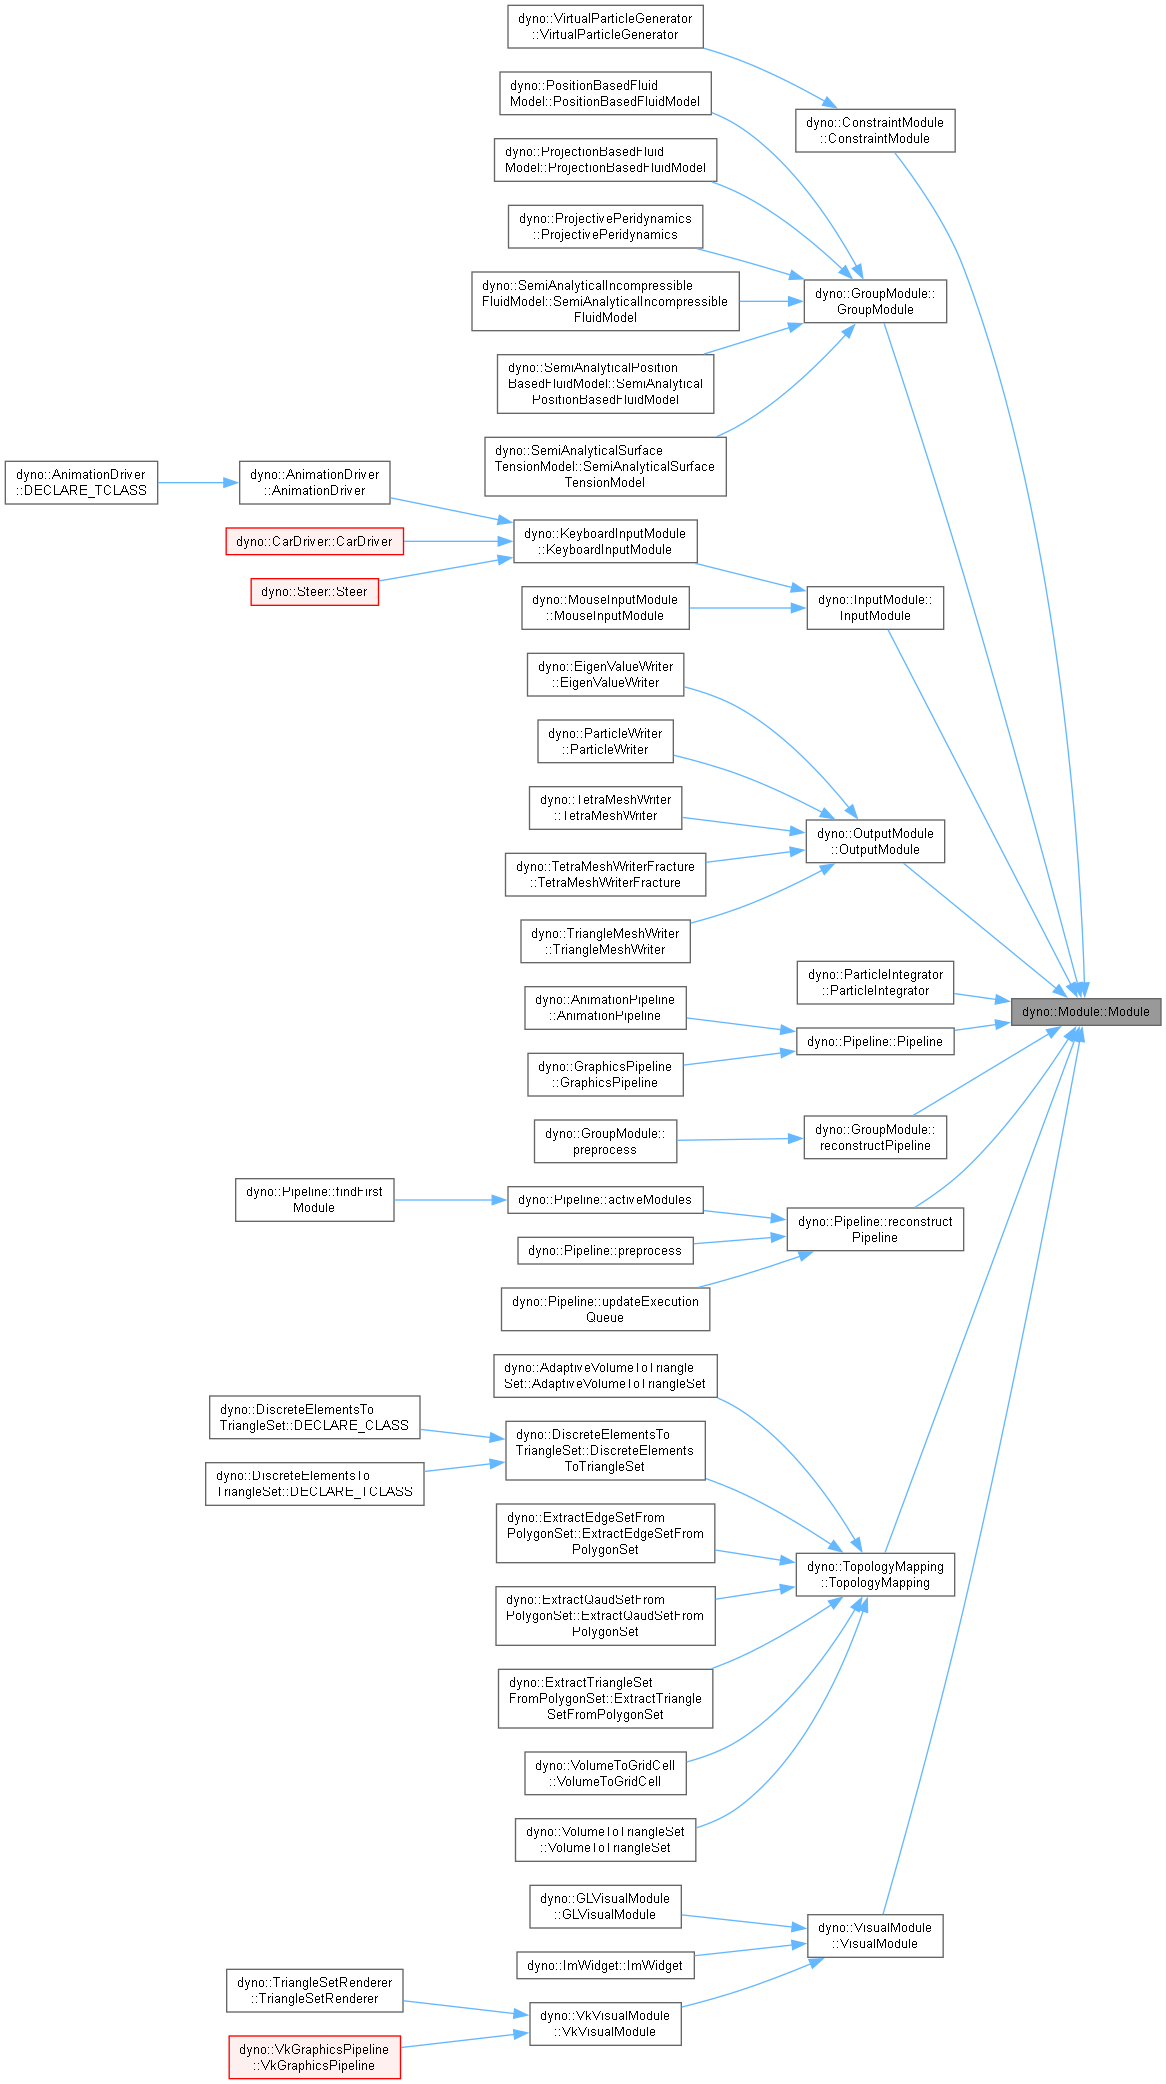 dyno::VirtualParticleGenerator
::VirtualParticleGenerator
dyno::PositionBasedFluid
Model::PositionBasedFluidModel
dyno::ConstraintModule
::ConstraintModule
dyno::ProjectionBasedFluid
Model::ProjectionBasedFluidModel
dyno::ProjectivePeridynamics
::ProjectivePeridynamics
dyno::SemiAnalyticalIncompressible
FluidModel::SemiAnalyticalIncompressible
FluidModel
dyno::GroupModule::
GroupModule
dyno::SemiAnalyticalPosition
BasedFluidModel::SemiAnalytical
PositionBasedFluidModel
dyno::SemiAnalyticalSurface
TensionModel::SemiAnalyticalSurface
TensionModel
dyno::AnimationDriver
::DECLARE_TCLASS
dyno::AnimationDriver
::AnimationDriver
dyno::CarDriver::CarDriver
dyno::Steer::Steer
dyno::KeyboardInputModule
::KeyboardInputModule
dyno::MouseInputModule
::MouseInputModule
dyno::InputModule::
InputModule
dyno::EigenValueWriter
::EigenValueWriter
dyno::ParticleWriter
::ParticleWriter
dyno::TetraMeshWriter
::TetraMeshWriter
dyno::OutputModule
::OutputModule
dyno::TetraMeshWriterFracture
::TetraMeshWriterFracture
dyno::TriangleMeshWriter
::TriangleMeshWriter
dyno::ParticleIntegrator
::ParticleIntegrator
dyno::Module::Module
dyno::AnimationPipeline
::AnimationPipeline
dyno::Pipeline::Pipeline
dyno::GraphicsPipeline
::GraphicsPipeline
dyno::GroupModule::
preprocess
dyno::GroupModule::
reconstructPipeline
dyno::Pipeline::findFirst
Module
dyno::Pipeline::activeModules
dyno::Pipeline::reconstruct
Pipeline
dyno::Pipeline::preprocess
dyno::Pipeline::updateExecution
Queue
dyno::AdaptiveVolumeToTriangle
Set::AdaptiveVolumeToTriangleSet
dyno::DiscreteElementsTo
TriangleSet::DECLARE_CLASS
dyno::DiscreteElementsTo
TriangleSet::DiscreteElements
ToTriangleSet
dyno::DiscreteElementsTo
TriangleSet::DECLARE_TCLASS
dyno::ExtractEdgeSetFrom
PolygonSet::ExtractEdgeSetFrom
PolygonSet
dyno::TopologyMapping
::TopologyMapping
dyno::ExtractQaudSetFrom
PolygonSet::ExtractQaudSetFrom
PolygonSet
dyno::ExtractTriangleSet
FromPolygonSet::ExtractTriangle
SetFromPolygonSet
dyno::VolumeToGridCell
::VolumeToGridCell
dyno::VolumeToTriangleSet
::VolumeToTriangleSet
dyno::GLVisualModule
::GLVisualModule
dyno::VisualModule
::VisualModule
dyno::ImWidget::ImWidget
dyno::TriangleSetRenderer
::TriangleSetRenderer
dyno::VkVisualModule
::VkVisualModule
dyno::VkGraphicsPipeline
::VkGraphicsPipeline